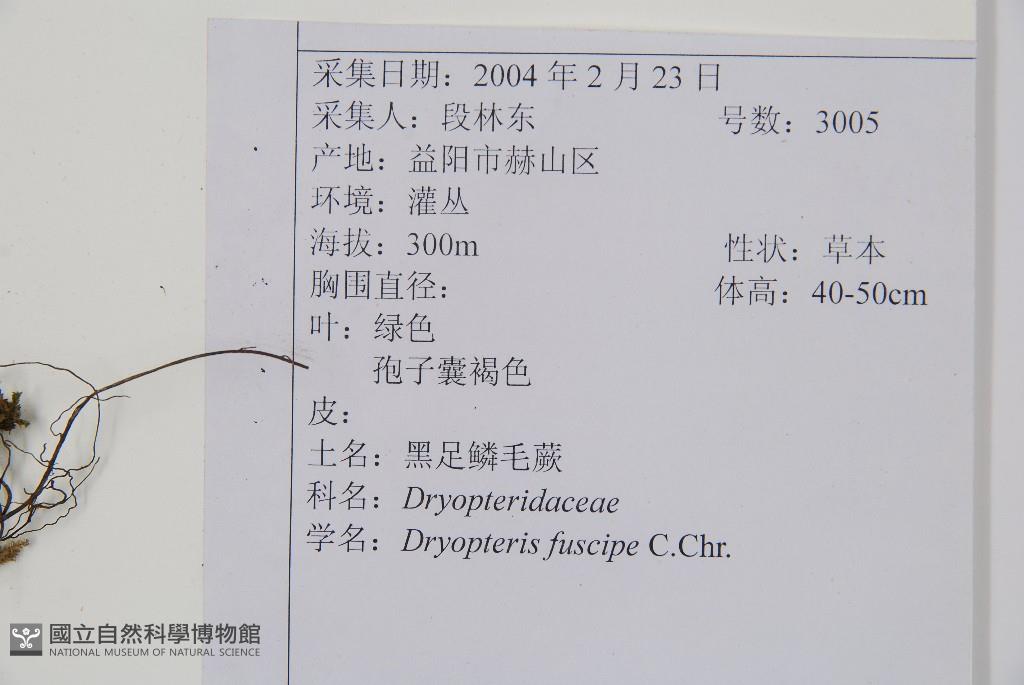 采集日期：2004 年 2 月 23 日
采集人：段林东 号数：3005
产地：益阳市赫山区
环境：灌丛
海拔：300m 性状：草本
胸围直径： 体高：40-50cm
叶：绿色
孢子囊褐色
皮：
土名：黑足鳞毛蕨
科名：Dryopteridaceae
学名：Dryopteris fuscipe C.Chr.
國立自然科學博物館
NATIONAL MUSEUM OF NATURAL SCIENCE